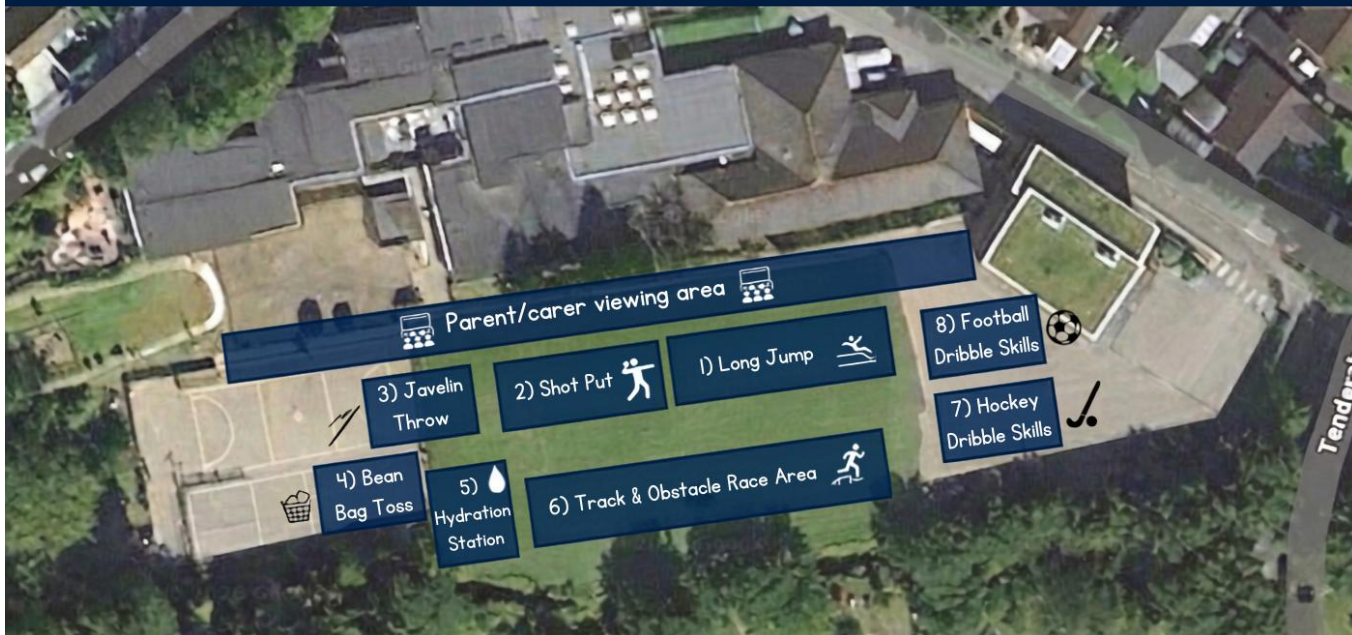 Parent/carer viewing area
8) Football
Dribble Skills
1) Long Jump
2) Shot Put
3) Javelin
Throw
7) Hockey
Dribble Skills
4) Bean
Bag Toss
5)
Hydration
Station
6) Track & Obstacle Race Area